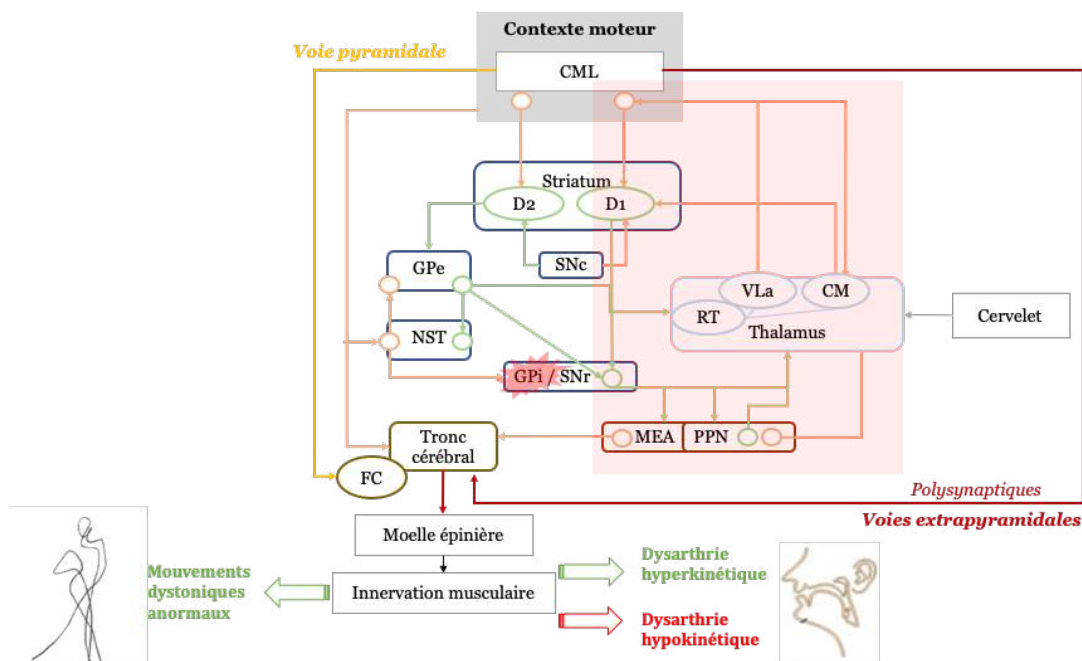 Contexte moteur
Voie pyramidale
CML
Striatum
D2
D1
GPe
SNc
VLa
CM
RT
Thalamus
Cervelet
NST
GPi / SNr
Tronc
cérébral
MEA
PPN
FC
Polysynaptiques
Voies extrapyramidales
Moelle épinière
Mouvements
dystoniques
anormaux
Innervation musculaire
Dysarthrie
hyperkinétique
Dysarthrie
hypokinétique